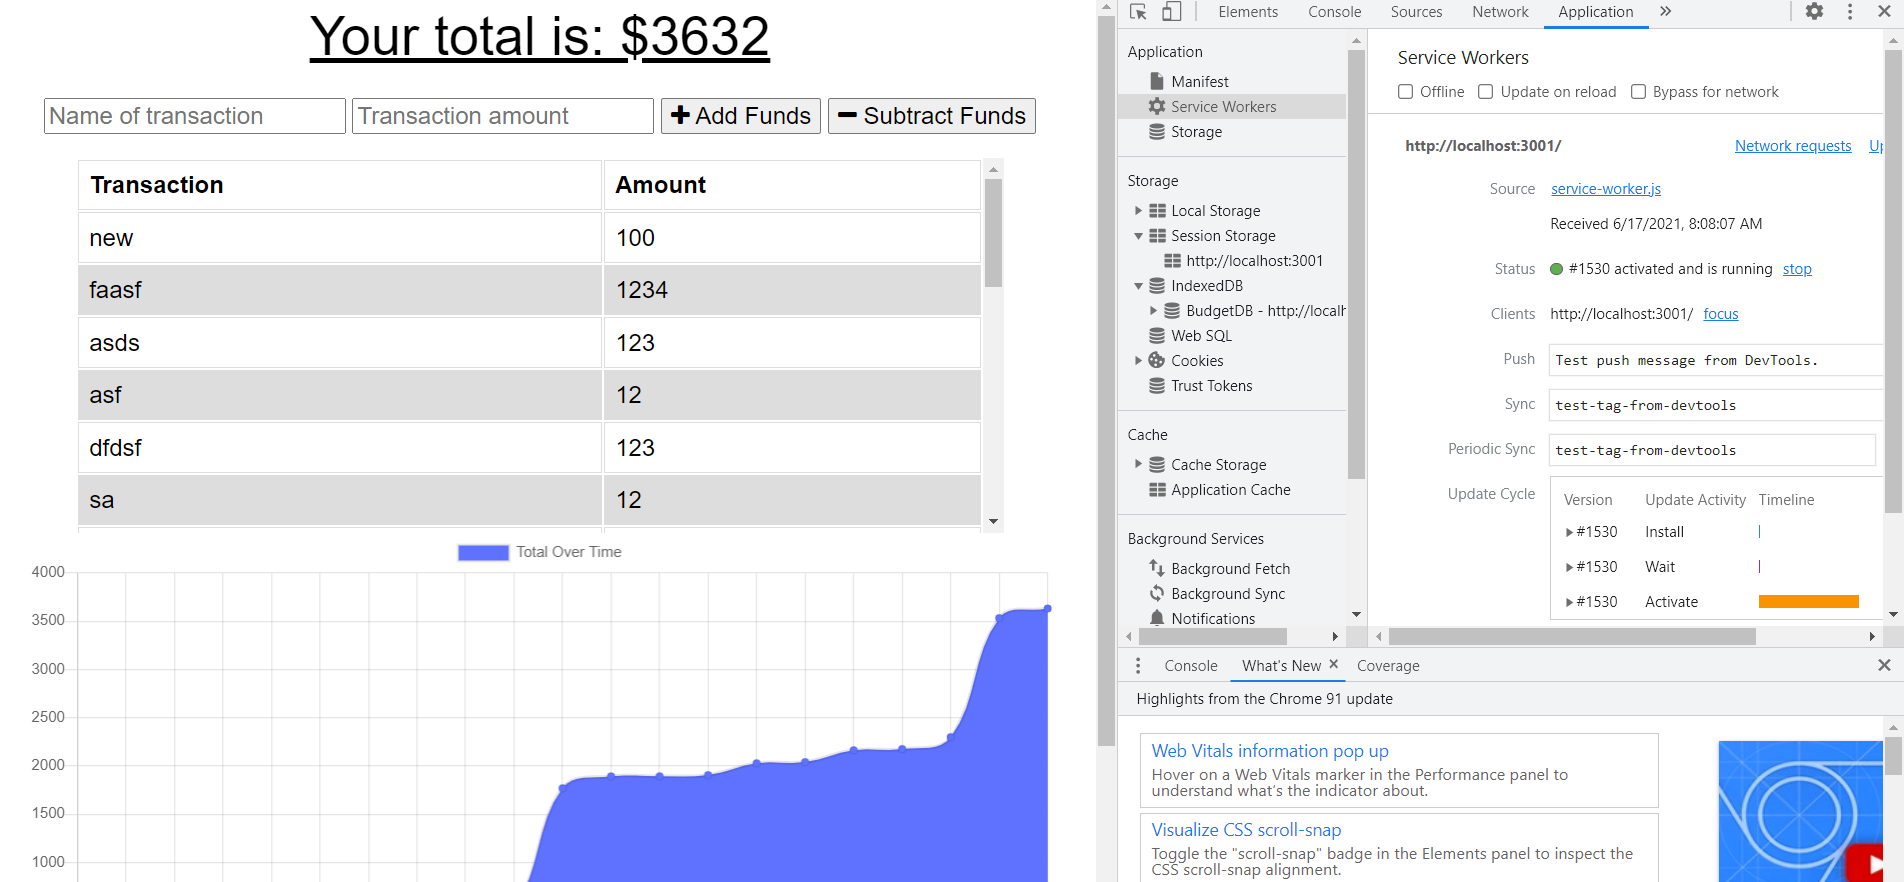 Your total is: $3632
Name of transaction Transaction amount Add Funds Subtract Funds
Transaction Amount
new 100
faasf 1234
asds 123
asf 12
dfdsf 123
sa 12
Total Over Time
4000
3500
3000
2500
2000
1500
1000
Elements Console Sources Network Application »
Application
Manifest
Service Workers
Storage
Storage
Local Storage
Session Storage
http://localhost:3001
IndexedDB
BudgetDB - http://localh
Web SQL
Cookies
Trust Tokens
Cache
Cache Storage
Application Cache
Background Services
Background Fetch
Background Sync
Notifications
Service Workers
Offline Update on reload Bypass for network
http://localhost:3001/ Network requests Up
Source service-worker.js
Received 6/17/2021, 8:08:07 AM
Status #1530 activated and is running stop
Clients http://localhost:3001/ focus
Push Test push message from DevTools.
Sync test-tag-from-devtools
Periodic Sync test-tag-from-devtools
Update Cycle Version Update Activity Timeline
#1530 Install
#1530 Wait
#1530 Activate
Console What's New Coverage
Highlights from the Chrome 91 update
Web Vitals information pop up
Hover on a Web Vitals marker in the Performance panel to
understand what's the indicator about.
Visualize CSS scroll-snap
Toggle the "scroll-snap" badge in the Elements panel to inspect the
CSS scroll-snap alignment.